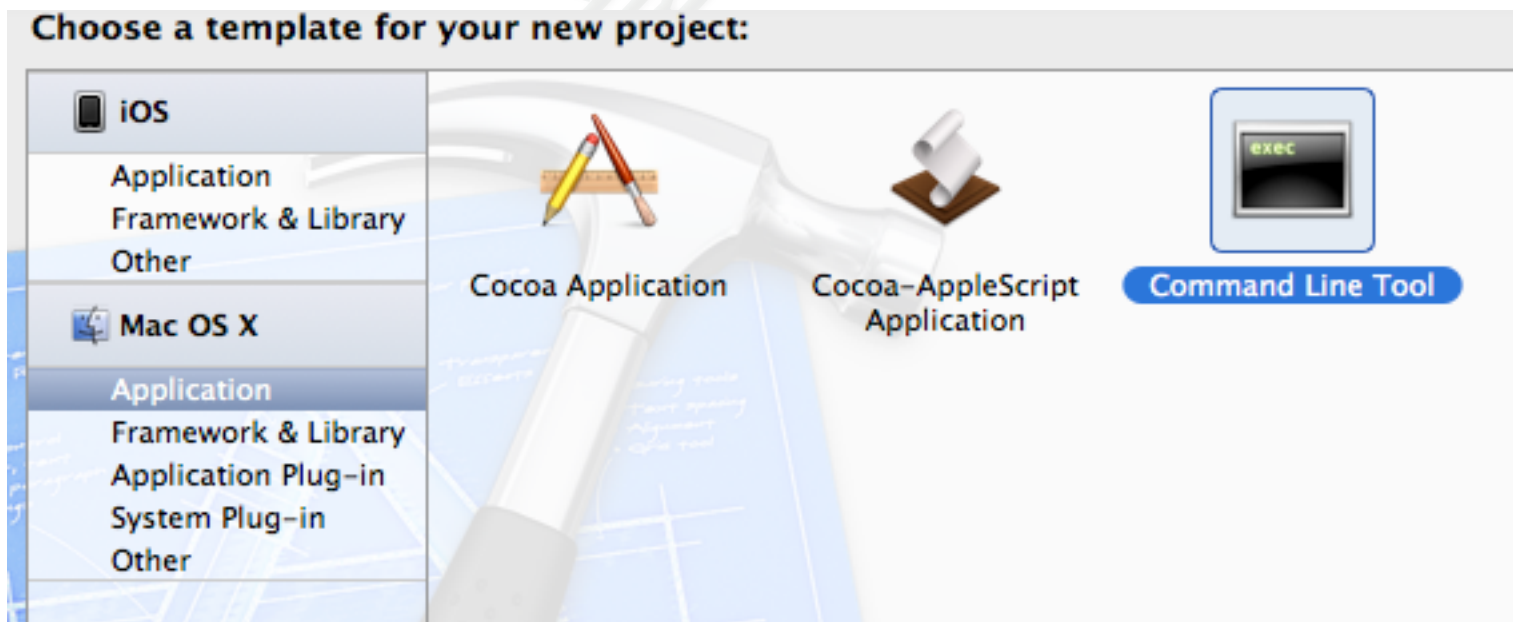 Choose a template for your new project:
iOS
Application
Framework & Library
Other
Mac OS X
Application
Framework & Library
Application Plug-in
System Plug-in
Other
Cocoa Application
Cocoa-AppleScript
Application
exec
Command Line Tool